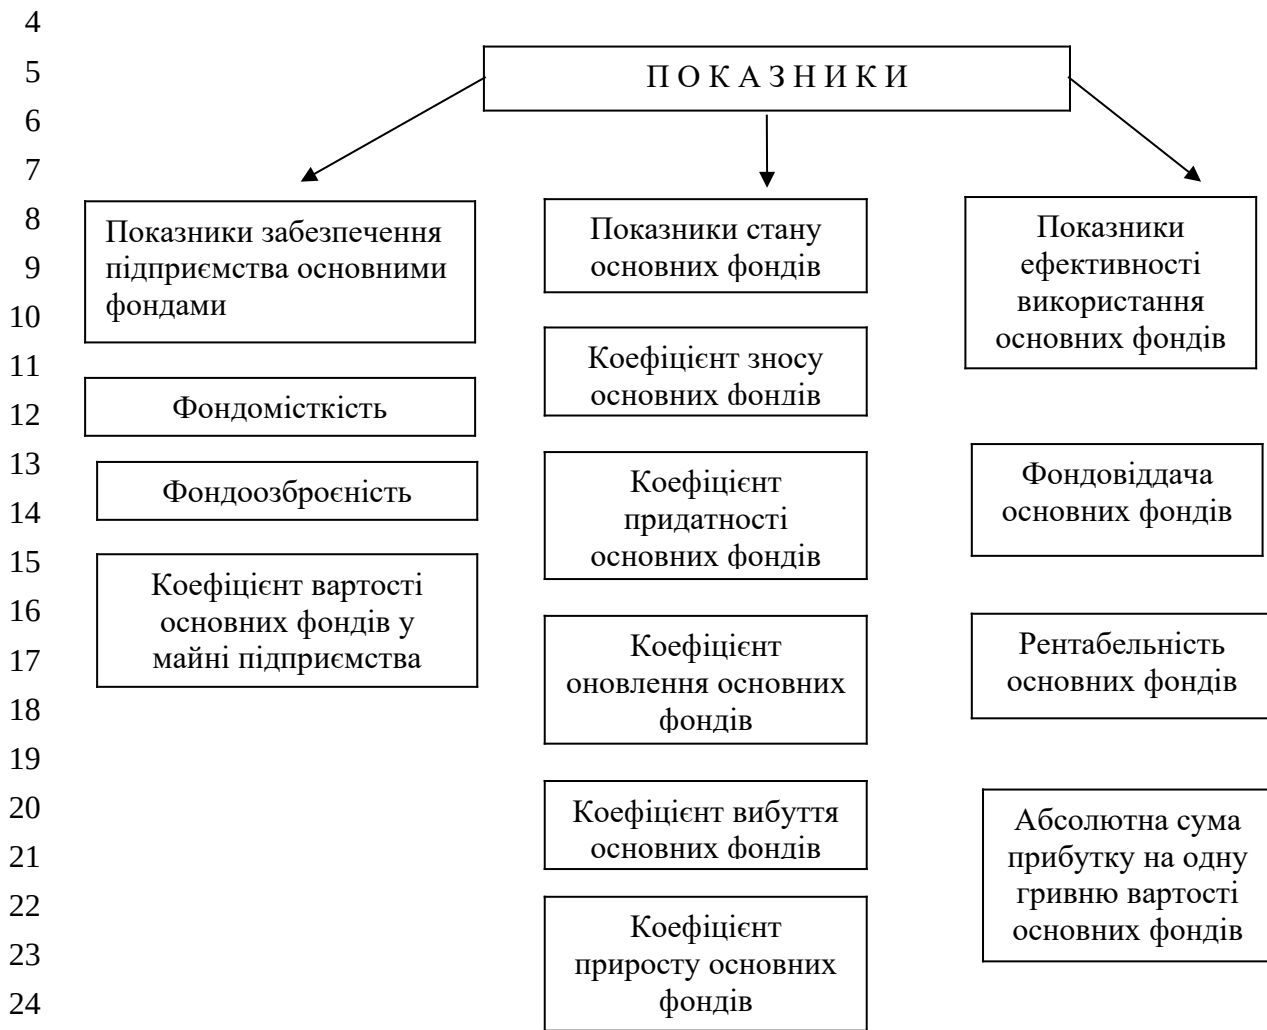 4
5
6
7
8
9
10
11
12
13
14
15
16
17
18
19
20
21
22
23
24
П О К А З Н И К И
Показники забезпечення
підприємства основними
фондами
Фондомісткість
Фондоозброєність
Коефіцієнт вартості
основних фондів у
майні підприємства
Показники стану
основних фондів
Коефіцієнт зносу
основних фондів
Коефіцієнт
придатності
основних фондів
Коефіцієнт
оновлення основних
фондів
Коефіцієнт вибуття
основних фондів
Коефіцієнт
приросту основних
фондів
Показники
ефективності
використання
основних фондів
Фондовіддача
основних фондів
Рентабельність
основних фондів
Абсолютна сума
прибутку на одну
гривню вартості
основних фондів